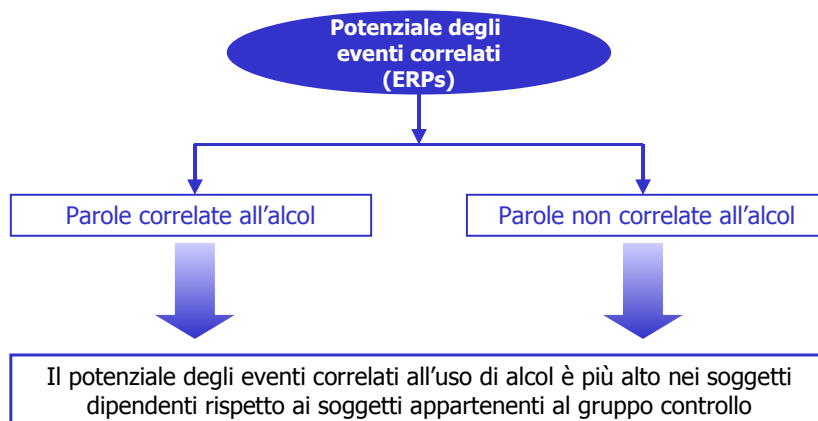 Potenziale degli
eventi correlati
(ERPs)
Parole correlate all'alcol
Parole non correlate all'alcol
Il potenziale degli eventi correlati all'uso di alcol è più alto nei soggetti
dipendenti rispetto ai soggetti appartenenti al gruppo controllo